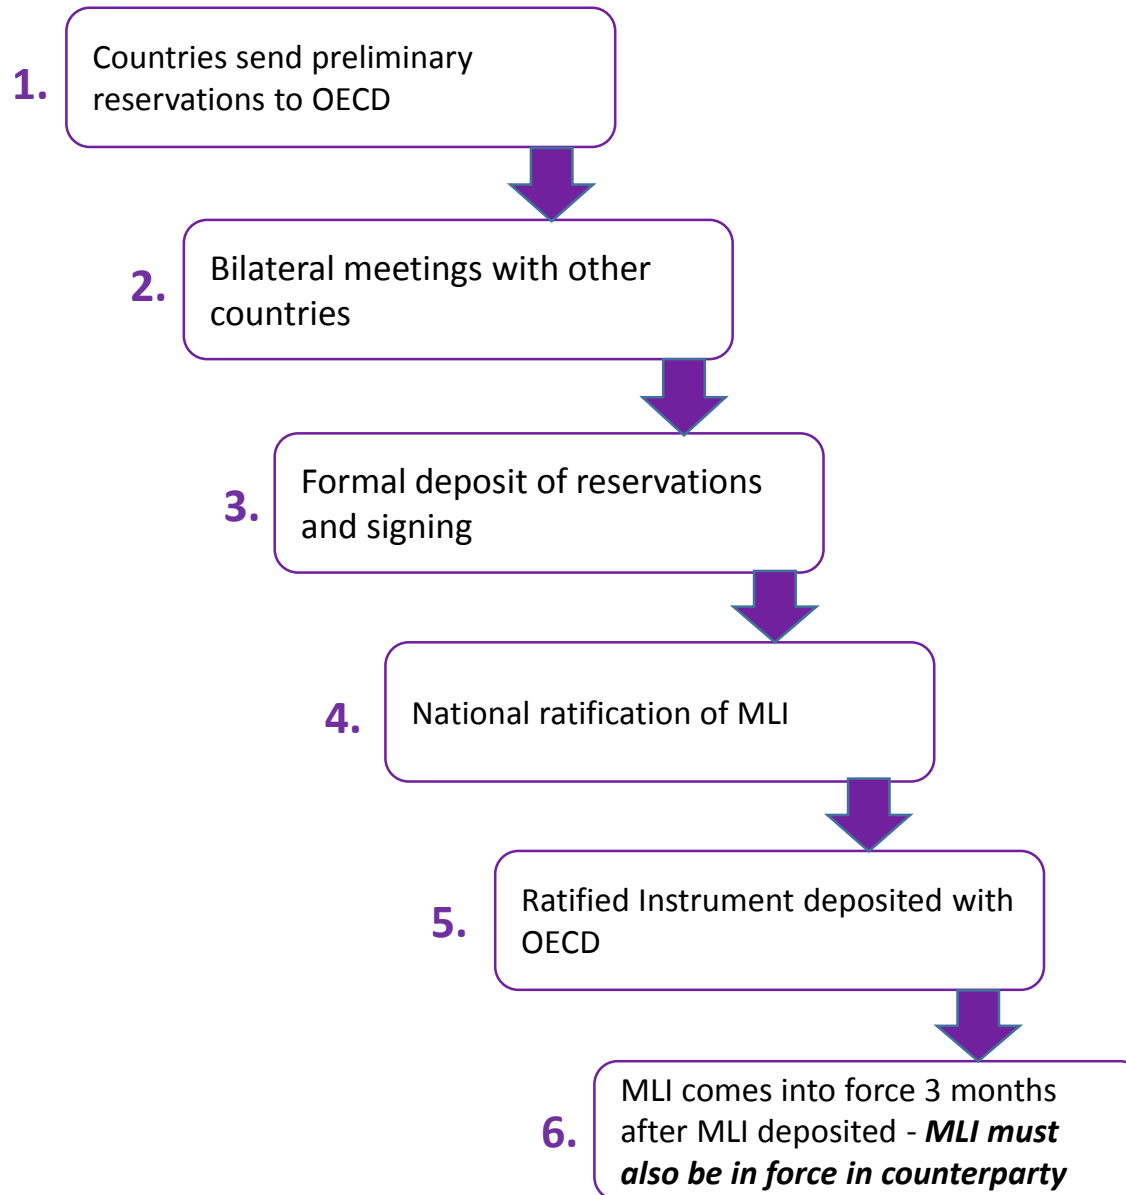 1.
Countries send preliminary
reservations to OECD
2.
Bilateral meetings with other
countries
3.
Formal deposit of reservations
and signing
4.
National ratification of MLI
5.
Ratified Instrument deposited with
OECD
6.
MLI comes into force 3 months
after MLI deposited - MLI must
also be in force in counterparty